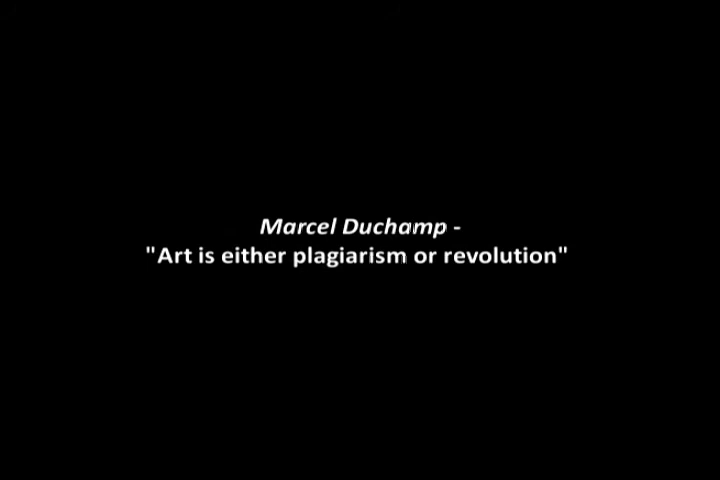 Marcel Duchamp -
"Art is either plagiarism or revolution"